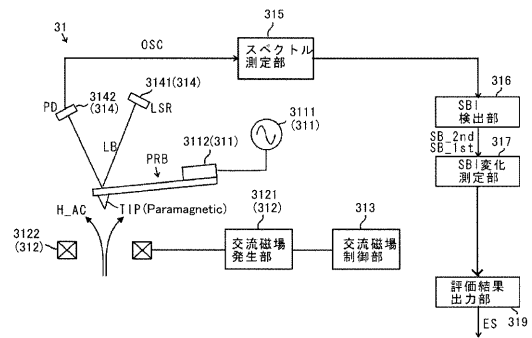 31
OSC
315
スペクトル
測定部
3142
(314)
3141(314)
PD
LSR
3111
(311)
316
SBI
検出部
LB
3112(311)
PRB
SB_2nd
SB_1st
317
SBI変化
測定部
H_AC
TIP(Paramagnetic)
3121
(312)
313
3122
(312)
交流磁場
発生部
交流磁場
制御部
評価結果
出力部
319
ES